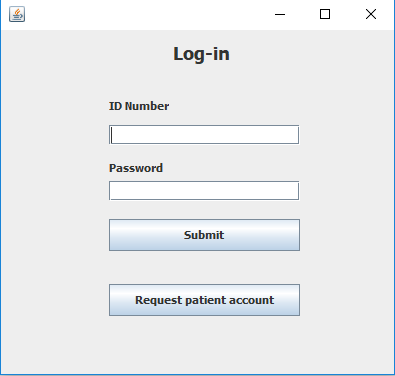 Log-in
ID Number
Password
Submit
Request patient account